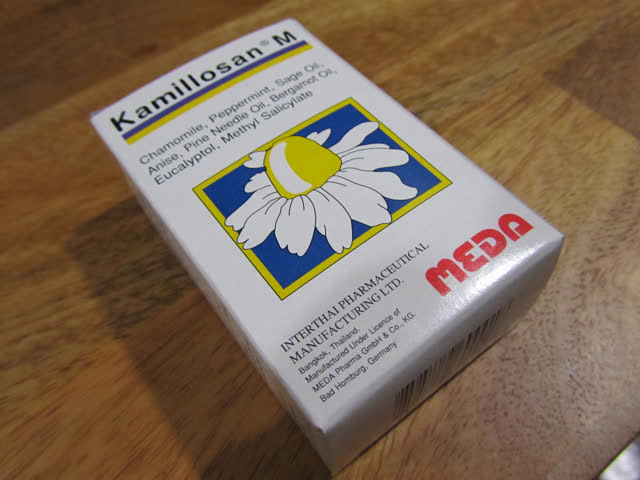 Kamillosan® M
Chamomile, Peppermint, Sage Oil,
Anise, Pine Needle Oil, Bergamot Oil,
Eucalyptol, Methyl Salicylate
MEDA
INTERTHAI PHARMACEUTICAL
MANUFACTURING LTD.
Bangkok, Thailand.
Manufactured Under Licence of
MEDA Pharma GmbH & Co., KG.
Bad Homburg, Germany